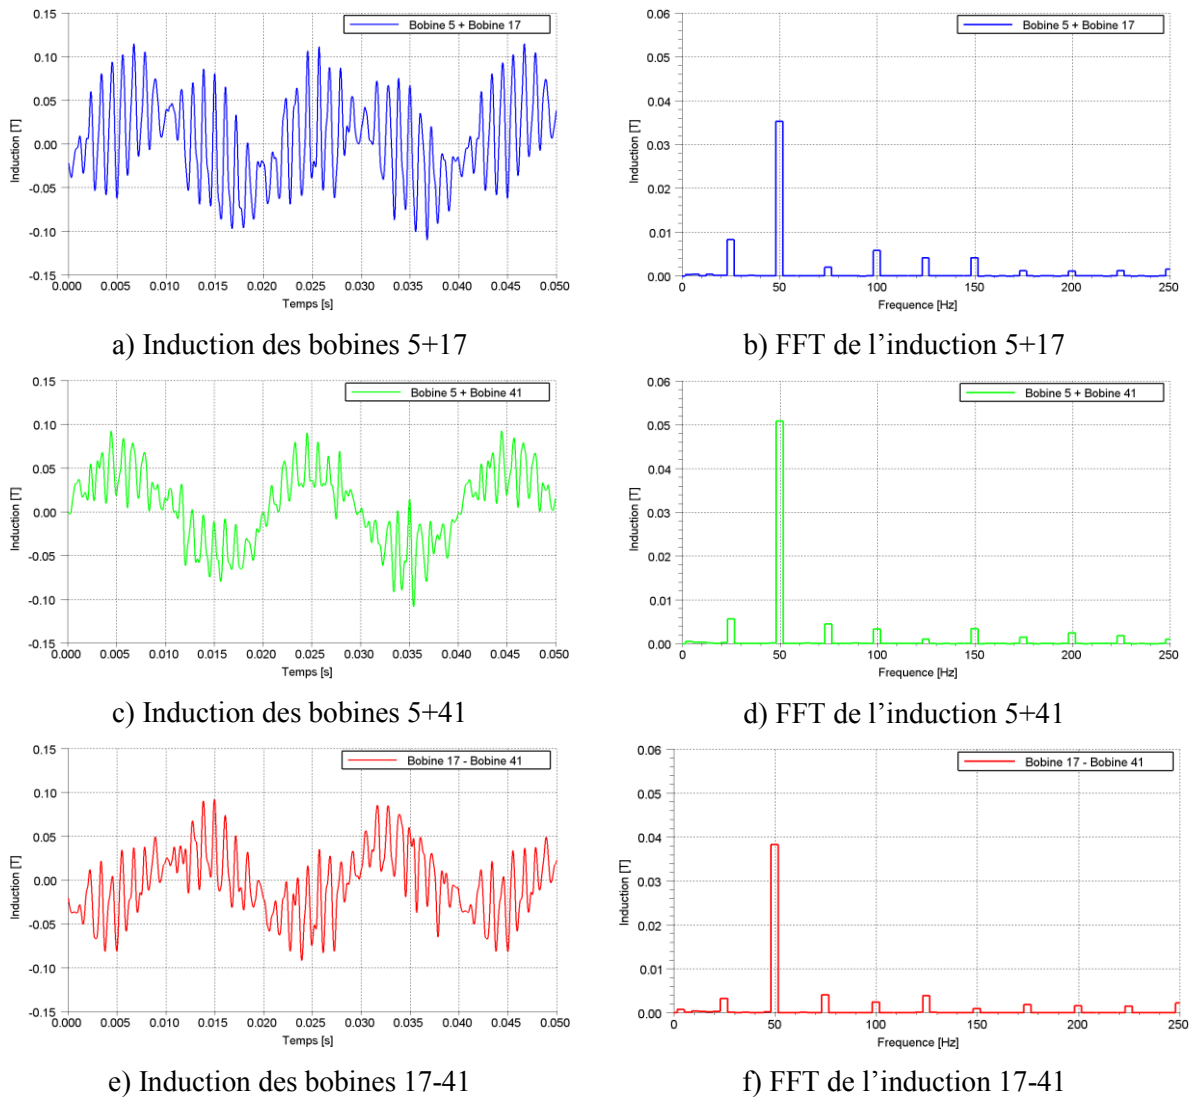 Bobine 5 + Bobine 17
Induction [T]
0.15
0.10
0.05
0.00
-0.05
-0.10
-0.15
0.000 0.005 0.010 0.015 0.020 0.025 0.030 0.035 0.040 0.045 0.050
Temps [s]
a) Induction des bobines 5+17
Bobine 5 + Bobine 17
Induction [T]
0.06
0.05
0.04
0.03
0.02
0.01
0.00
0 50 100 150 200 250
Frequence [Hz]
b) FFT de l’induction 5+17
Bobine 5 + Bobine 41
Induction [T]
0.15
0.10
0.05
0.00
-0.05
-0.10
-0.15
0.000 0.005 0.010 0.015 0.020 0.025 0.030 0.035 0.040 0.045 0.050
Temps [s]
c) Induction des bobines 5+41
Bobine 5 + Bobine 41
Induction [T]
0.06
0.05
0.04
0.03
0.02
0.01
0.00
0 50 100 150 200 250
Frequence [Hz]
d) FFT de l’induction 5+41
Bobine 17 - Bobine 41
Induction [T]
0.15
0.10
0.05
0.00
-0.05
-0.10
-0.15
0.000 0.005 0.010 0.015 0.020 0.025 0.030 0.035 0.040 0.045 0.050
Temps [s]
e) Induction des bobines 17-41
Bobine 17 - Bobine 41
Induction [T]
0.06
0.05
0.04
0.03
0.02
0.01
0.00
0 50 100 150 200 250
Frequence [Hz]
f) FFT de l’induction 17-41